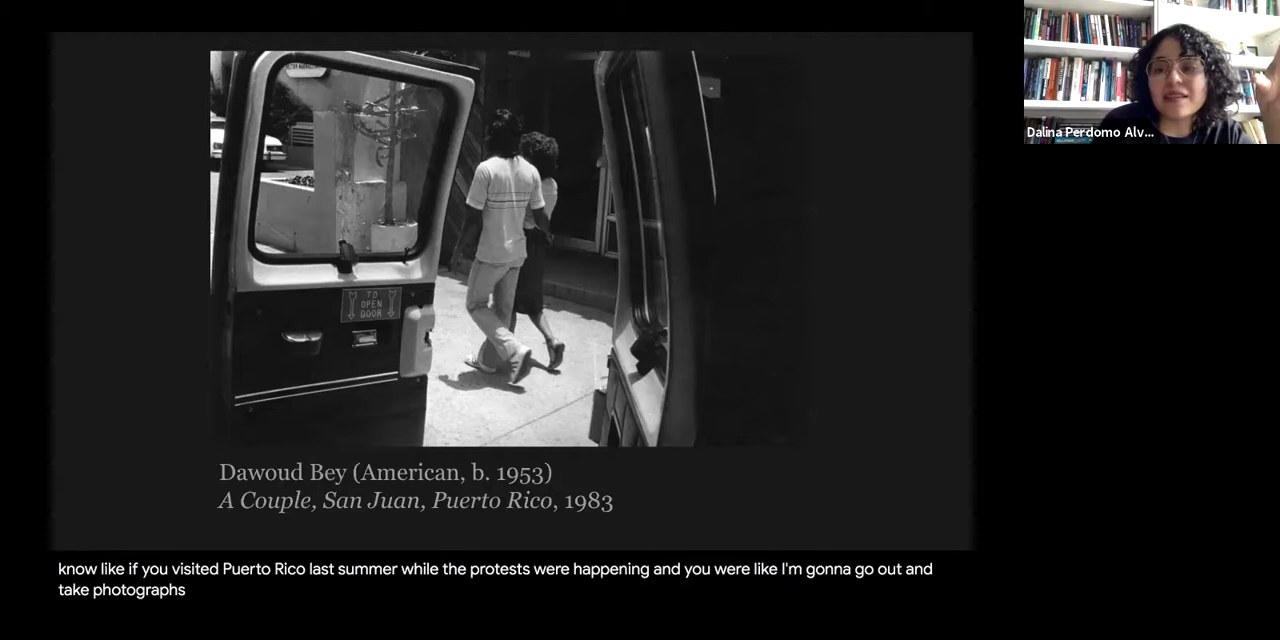 TO
OPEN
DOOR
Dalina Perdomo Alv...
Dawoud Bey (American, b. 1953)
A Couple, San Juan, Puerto Rico, 1983
know like if you visited Puerto Rico last summer while the protests were happening and you were like I'm gonna go out and
take photographs